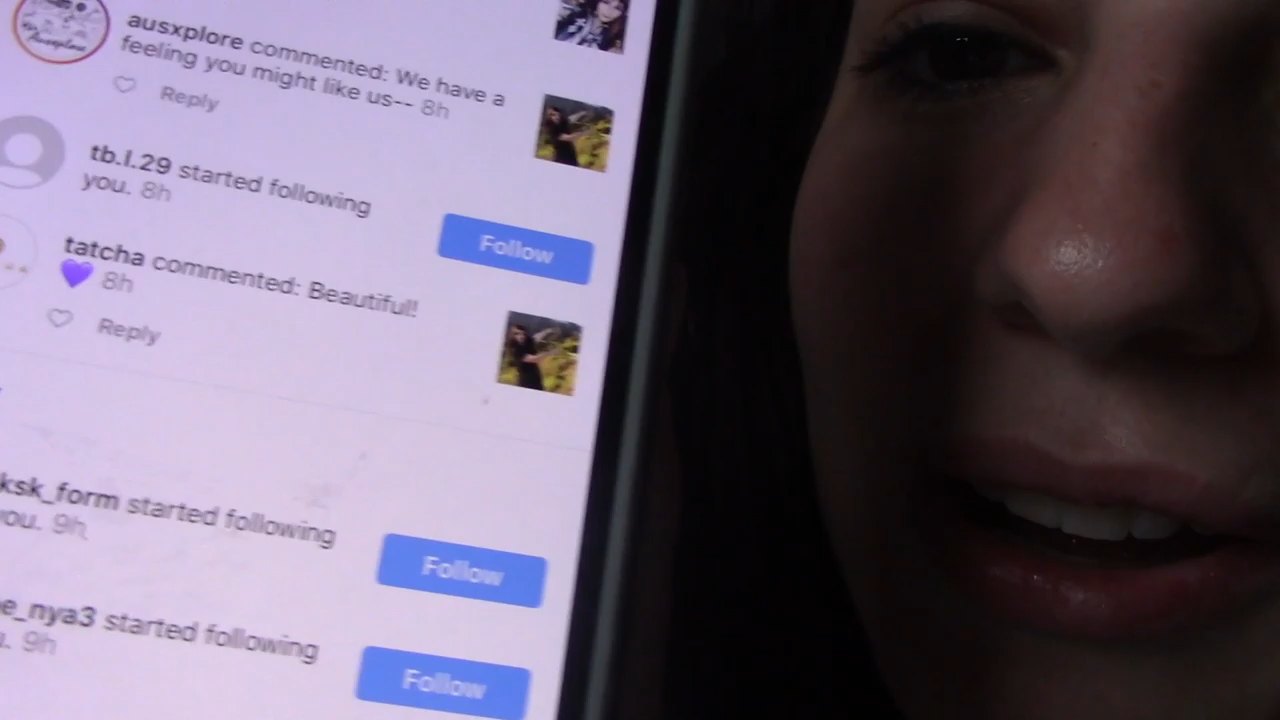 ausxplore commented: We have a
feeling you might like us-- 8h
Reply
tb.l.29 started following
you. 8h
Follow
tatcha commented: Beautiful!
💜 8h
Reply
ksk_form started following
you. 9h
Follow
e_nya3 started following
9h
Follow